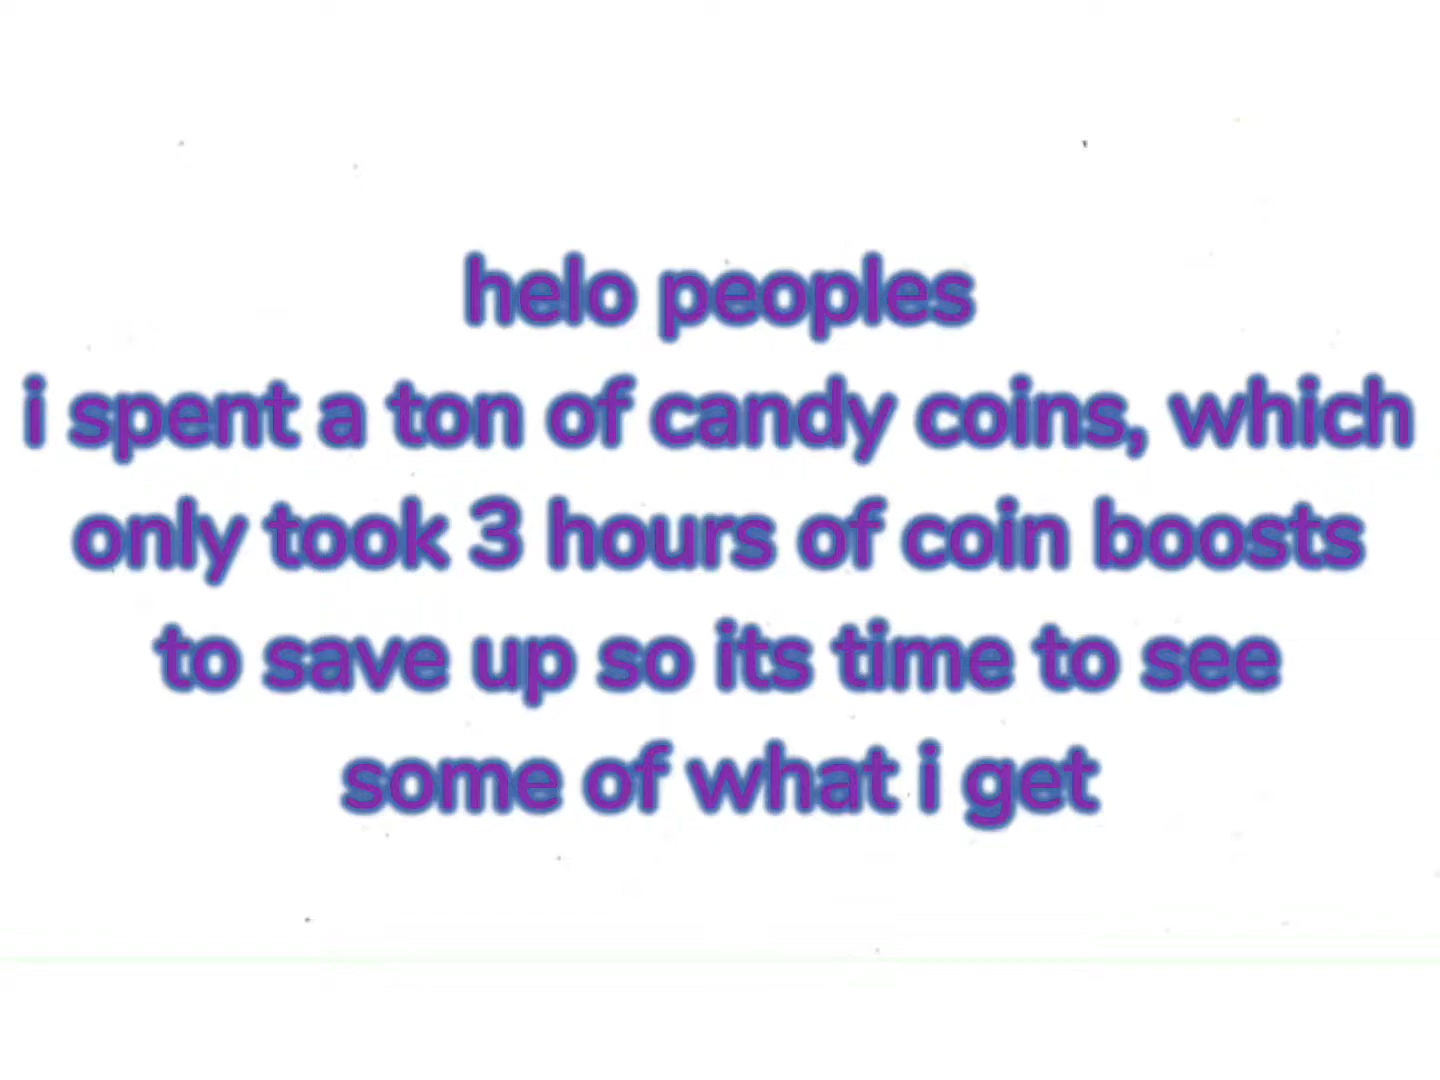 helo peoples
i spent a ton of candy coins, which
only took 3 hours of coin boosts
to save up so its time to see
some of what i get